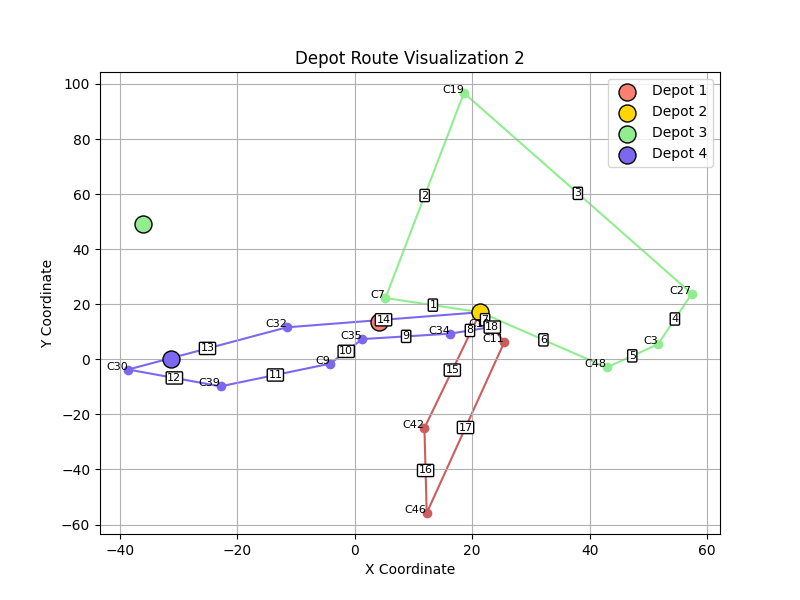 Depot Route Visualization 2
Depot 1
Depot 2
Depot 3
Depot 4
Y Coordinate
100
80
60
40
20
0
−20
−40
−60
C19
2
3
C7
1
C27
4
14
C32
7
18
8
C34
9
C35
C11
6
C3
10
13
5
C9
C48
C30
12
C39
11
15
C42
17
16
C46
−40
−20
0
20
40
60
X Coordinate